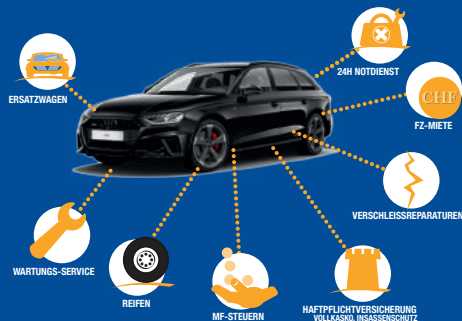 24H NOTDIENST
ERSATZWAGEN
CHF
FZ-MIETE
VERSCHLEISSREPARATUREN
WARTUNGS-SERVICE
REIFEN
MF-STEUERN
HAFTPFLICHTVERSICHERUNG
VOLLKASKO, INSASSENSCHUTZ